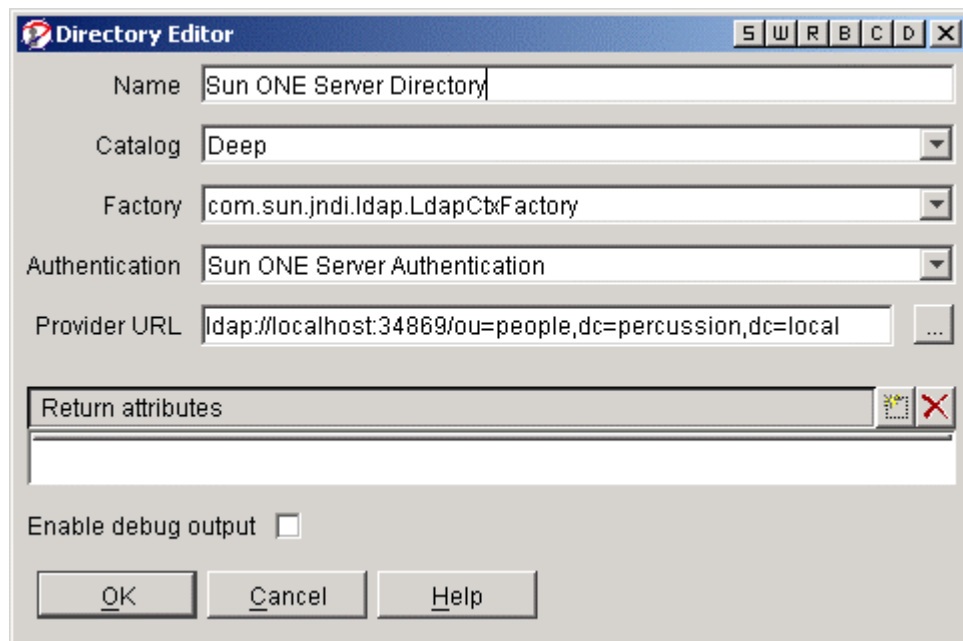 Directory Editor S W R B C D
Name Sun ONE Server Directory
Catalog Deep
Factory com.sun.jndi.ldap.LdapCtxFactory
Authentication Sun ONE Server Authentication
Provider URL ldap://localhost:34869/ou=people,dc=percussion,dc=local ...
Return attributes
Enable debug output
OK Cancel Help